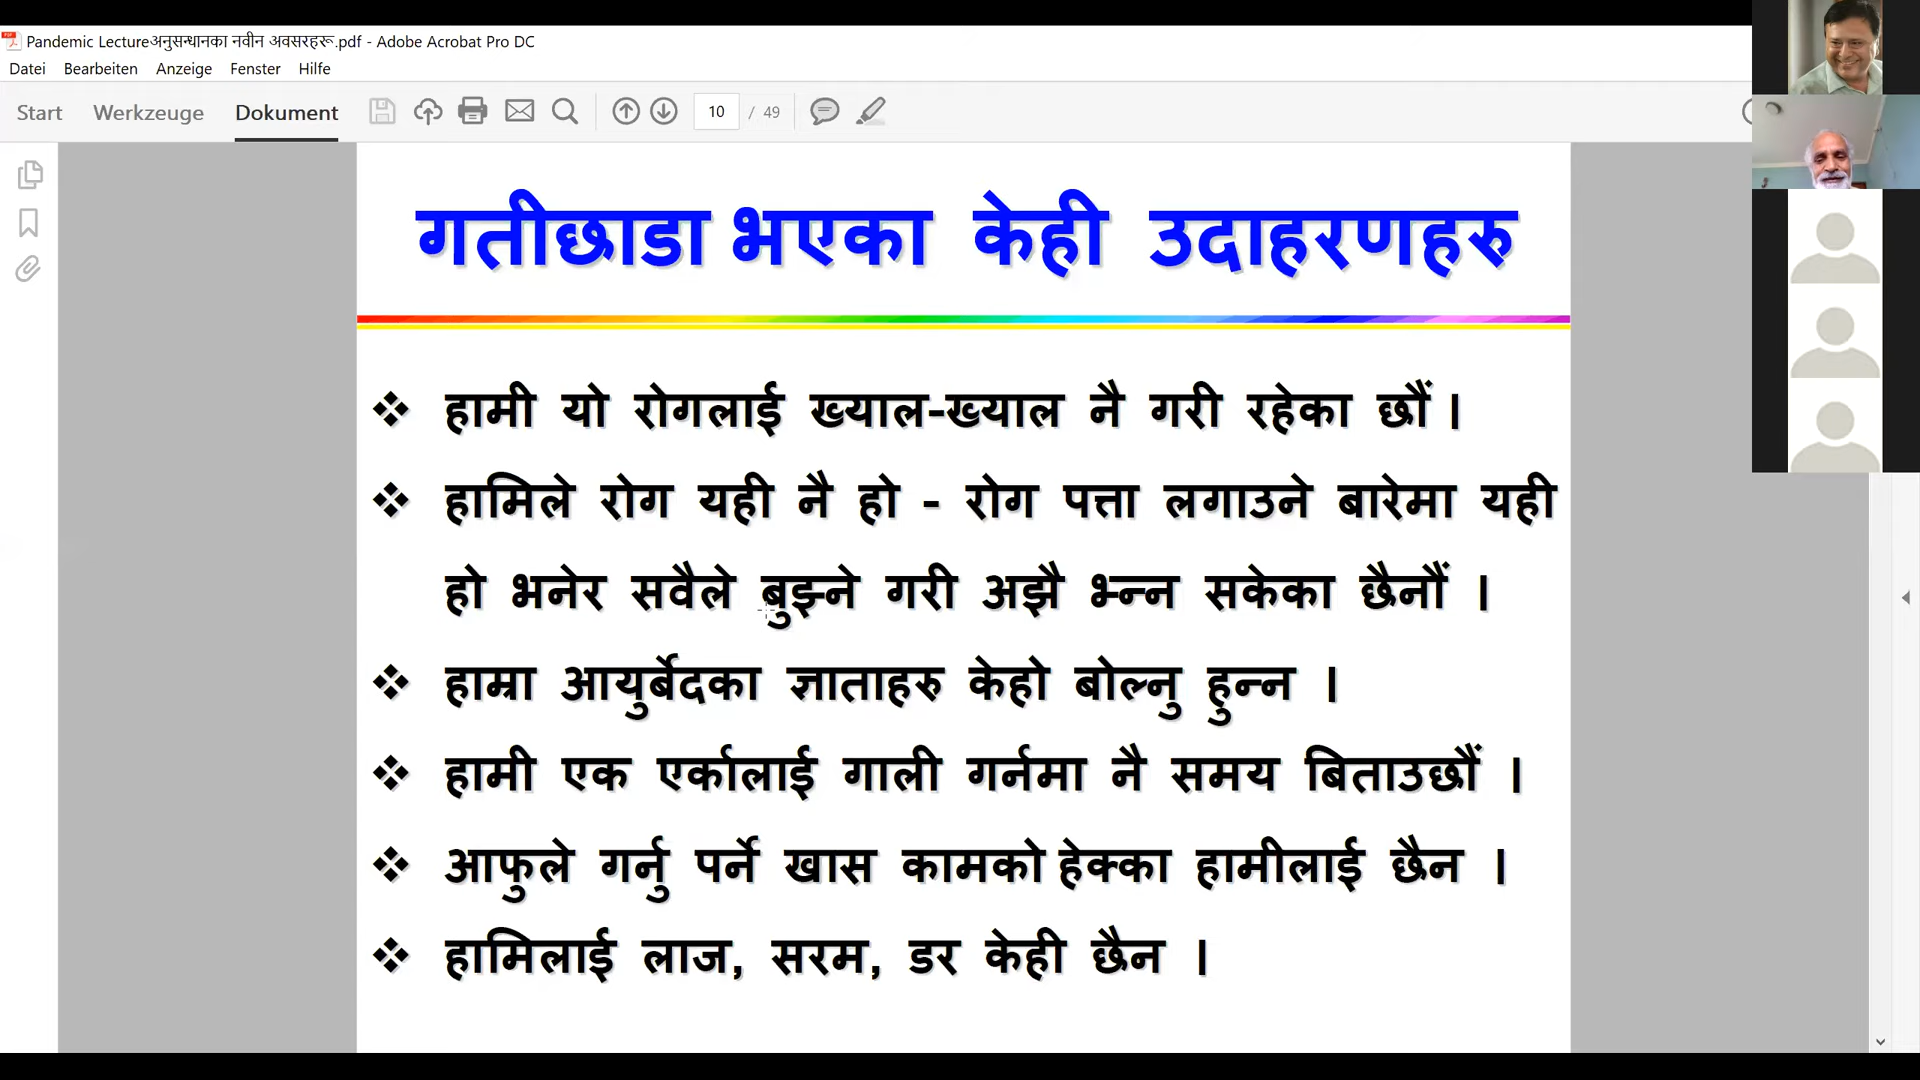 Pandemic Lectureअनुसन्धानका नवीन अवसरहरू.pdf - Adobe Acrobat Pro DC
Datei Bearbeiten Anzeige Fenster Hilfe
Start Werkzeuge Dokument 10 / 49
गतीछाडा भएका केही उदाहरणहरु
❖ हामी यो रोगलाई ख्याल-ख्याल नै गरी रहेका छौं ।
❖ हामिले रोग यही नै हो - रोग पत्ता लगाउने बारेमा यही
हो भनेर सवैले बुझ्ने गरी अझै भ्न्न सकेका छैनौं ।
❖ हाम्रा आयुर्बेदका ज्ञाताहरु केहो बोल्नु हुन्न ।
❖ हामी एक एर्कालाई गाली गर्नमा नै समय बिताउछौं ।
❖ आफुले गर्नु पर्ने खास कामको हेक्का हामीलाई छैन ।
❖ हामिलाई लाज, सरम, डर केही छैन ।